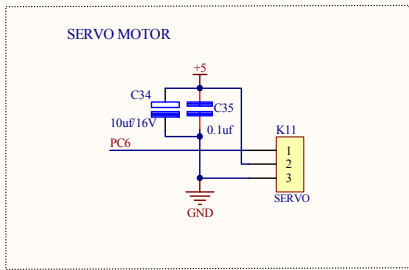 SERVO MOTOR
+5
C34
C35
10uf/16V
0.1uf
K11
PC6
1
2
3
SERVO
GND